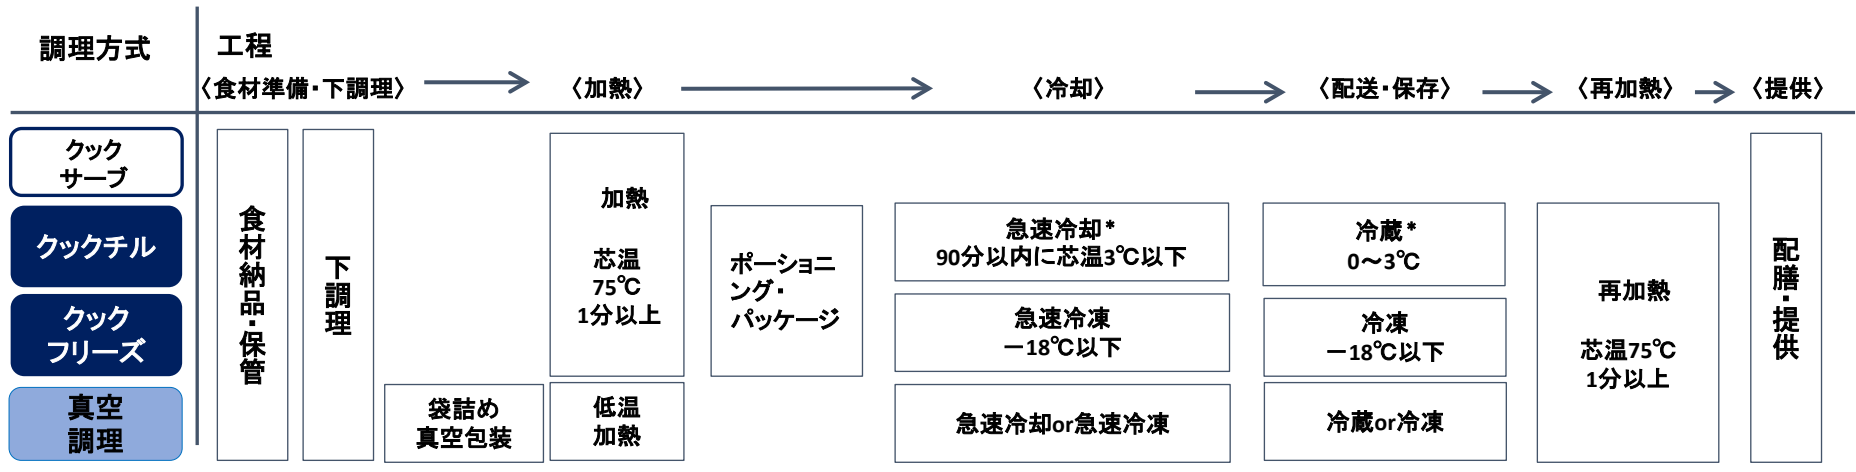 調理方式
工程
〈食材準備・下調理〉
〈加熱〉
〈冷却〉
〈配送・保存〉
〈再加熱〉
〈提供〉
クック
サーブ
クックチル
クック
フリーズ
真空
調理
食材納品・保管
下調理
袋詰め
真空包装
加熱
芯温
75℃
1分以上
低温
加熱
ポーショニ
ング・
パッケージ
急速冷却*
90分以内に芯温3℃以下
急速冷凍
－18℃以下
急速冷却or急速冷凍
冷蔵*
0～3℃
冷凍
－18℃以下
冷蔵or冷凍
再加熱
芯温75℃
1分以上
配膳・提供